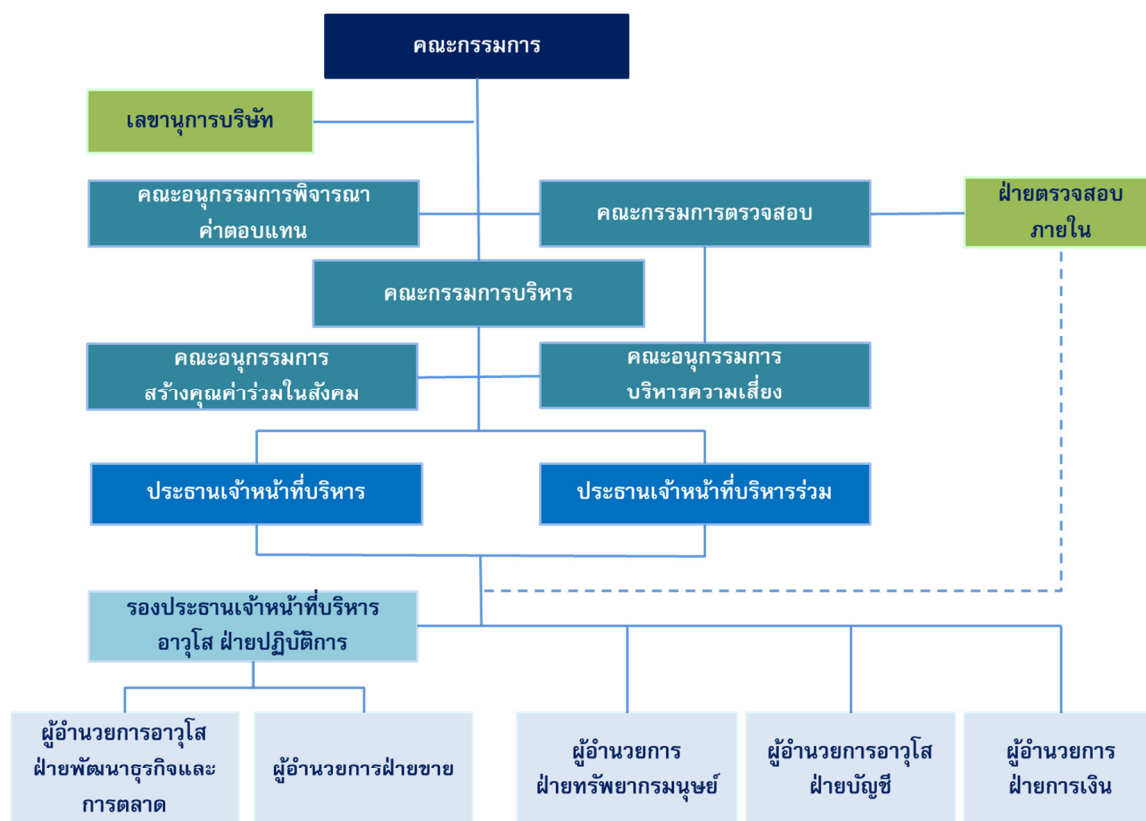 คณะกรรมการ
เลขานุการบริษัท
คณะอนุกรรมการพิจารณา
ค่าตอบแทน
คณะกรรมการตรวจสอบ
ฝ่ายตรวจสอบ
ภายใน
คณะกรรมการบริหาร
คณะอนุกรรมการ
สร้างคุณค่าร่วมในสังคม
คณะอนุกรรมการ
บริหารความเสี่ยง
ประธานเจ้าหน้าที่บริหาร
ประธานเจ้าหน้าที่บริหารร่วม
รองประธานเจ้าหน้าที่บริหาร
อาวุโส ฝ่ายปฏิบัติการ
ผู้อำนวยการอาวุโส
ฝ่ายพัฒนาธุรกิจและ
การตลาด
ผู้อำนวยการฝ่ายขาย
ผู้อำนวยการ
ฝ่ายทรัพยากรมนุษย์
ผู้อำนวยการอาวุโส
ฝ่ายบัญชี
ผู้อำนวยการ
ฝ่ายการเงิน